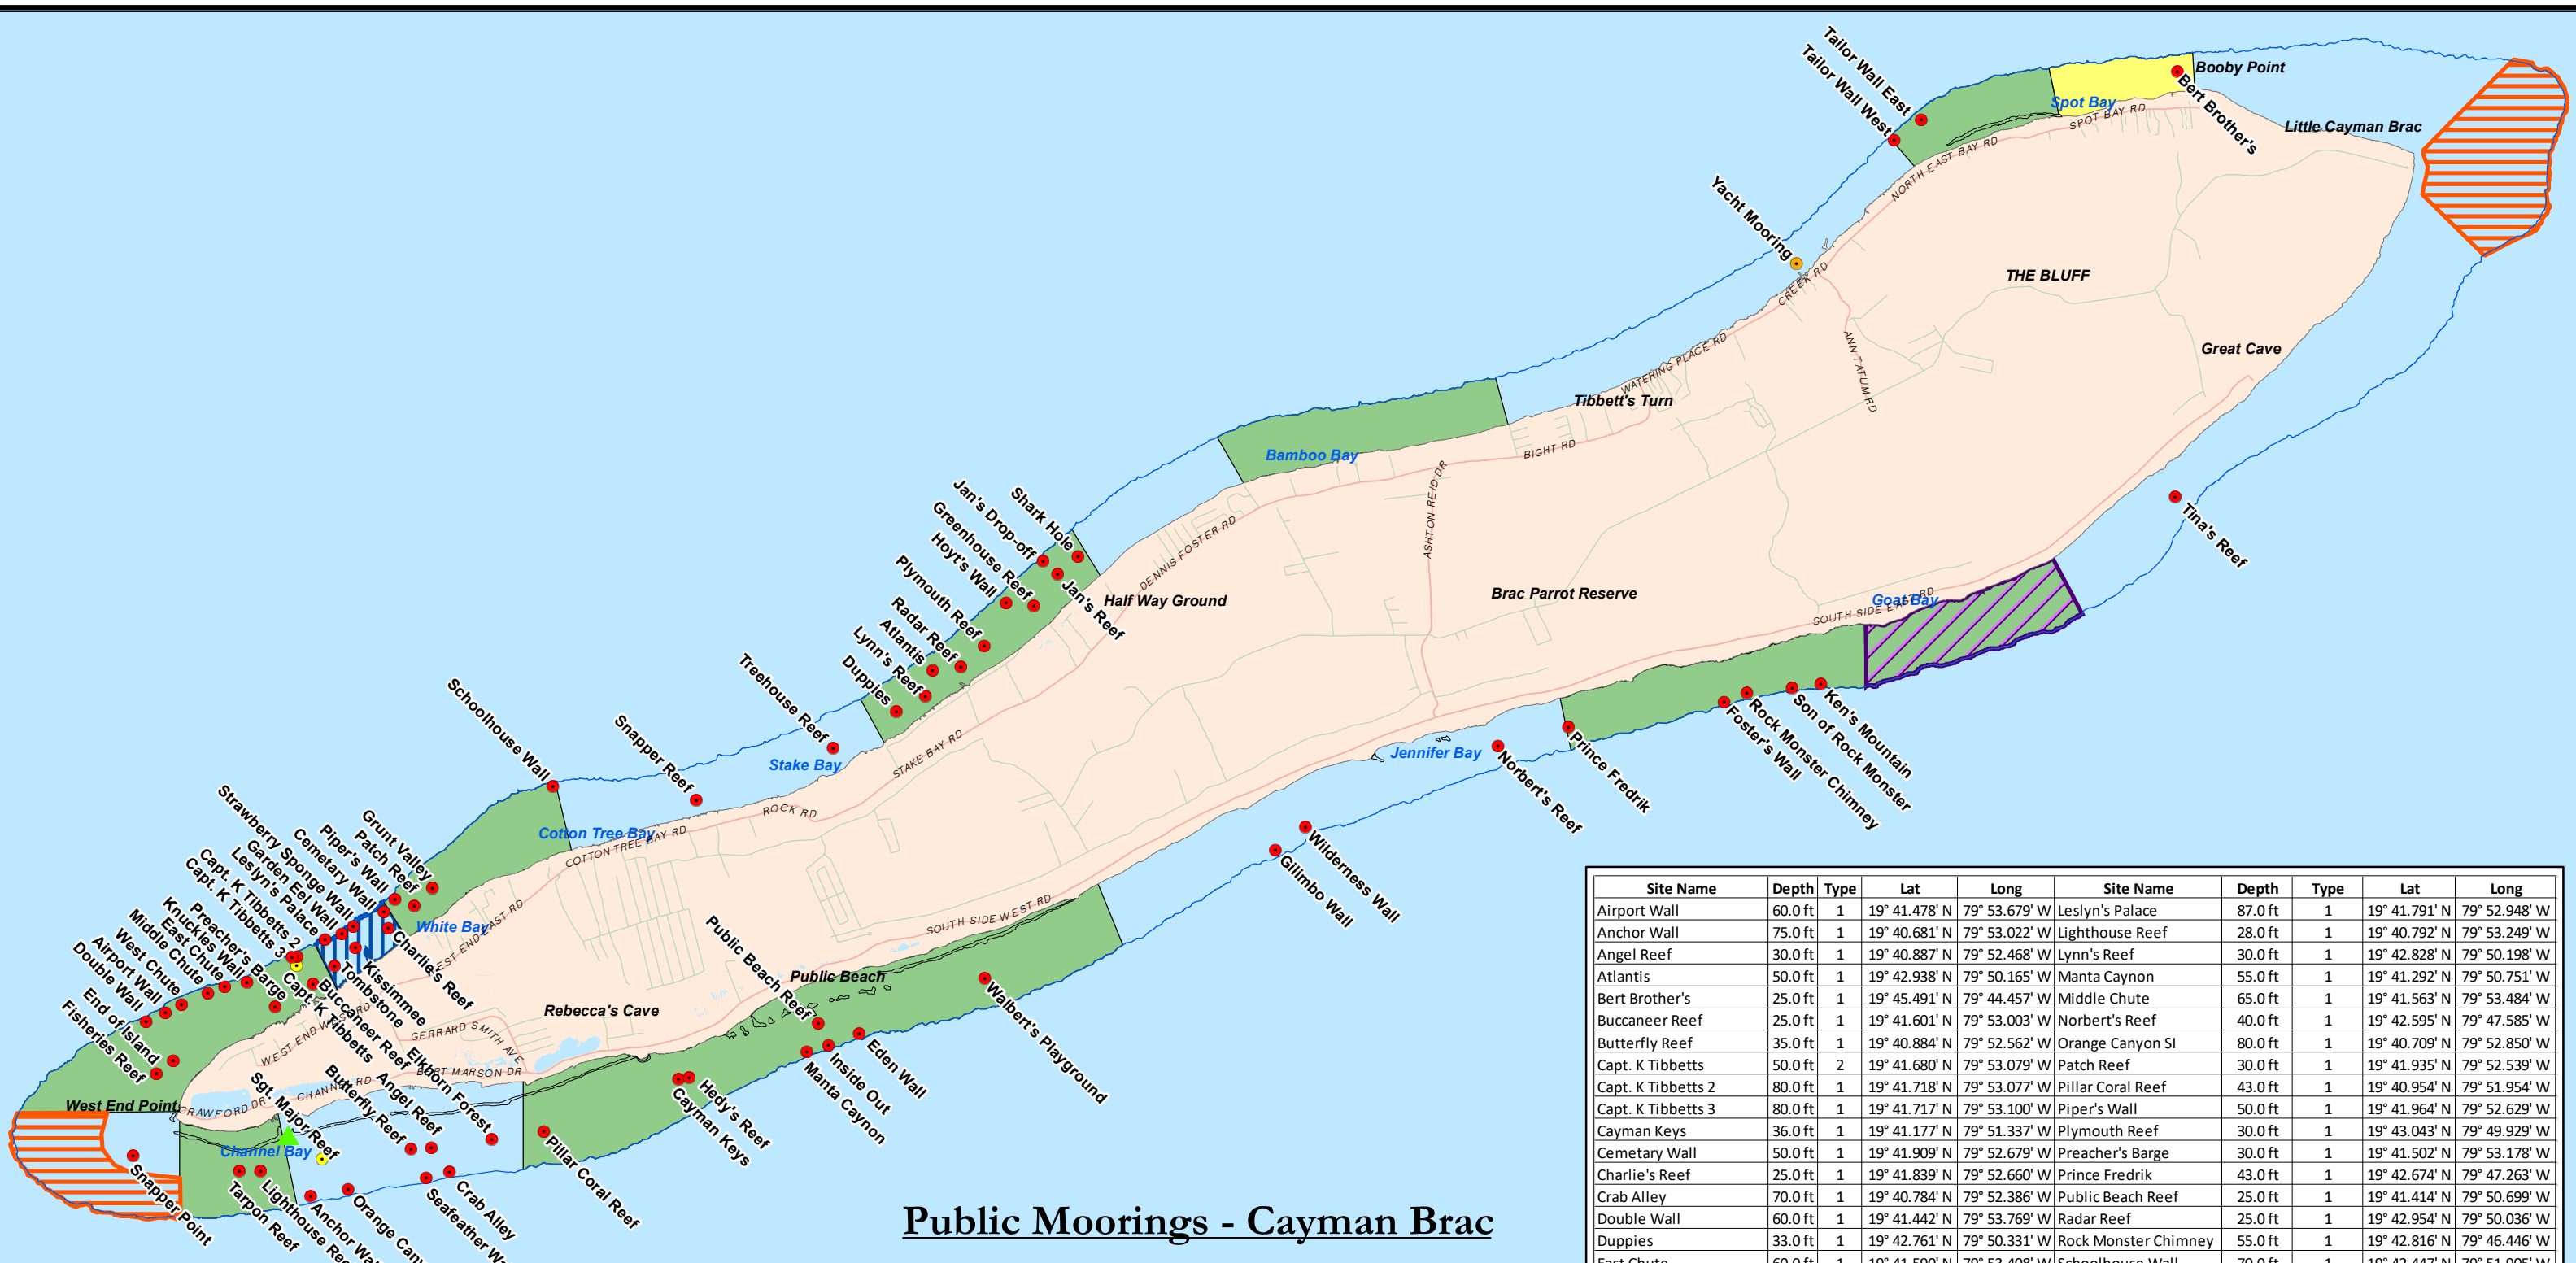 Tailor Wall East
Tailor Wall West
Booby Point
Spot Bay
Bert Brother's
SPOT BAY RD
Little Cayman Brac
NORTH EAST BAY RD
Yacht Mooring
CREEK RD
THE BLUFF
ANN TATUM RD
Great Cave
WATERING PLACE RD
Tibbett's Turn
BIGHT RD
Bamboo Bay
ASHTON REID DR
Tina's Reef
Shark Hole
Jan's Drop-off
Greenhouse Reef
Hoyt's Wall
Jan's Reef
DENNIS FOSTER RD
Half Way Ground
Brac Parrot Reserve
Goat Bay
SOUTH SIDE EAST RD
Plymouth Reef
Radar Reef
Atlantis
Lynn's Reef
Duppies
Treehouse Reef
Stake Bay
STAKE BAY RD
Snapper Reef
Schoolhouse Wall
ROCK RD
Cotton Tree Bay
COTTON TREE BAY RD
Jennifer Bay
Norbert's Reef
Prince Fredrik
Foster's Wall
Rock Monster Chimney
Son of Rock Monster
Ken's Mountain
Wilderness Wall
Gilimbo Wall
Grunt Valley
Patch Reef
Piper's Wall
Cemetary Wall
Strawberry Sponge Wall
Garden Eel Wall
Leslyn's Palace
Capt. K Tibbetts 2
Capt. K Tibbetts 3
Preacher's Barge
Knuckles Wall
East Chute
Middle Chute
West Chute
Airport Wall
Double Wall
End of Island
Fisheries Reef
White Bay
Charlie's Reef
Kissimmee
Tombstone
Buccaneer Reef
Capt. K Tibbetts
WEST END EAST RD
WEST END WEST RD
GERRARD SMITH AVE
BERT MARSON DR
CHANNEL RD
CRAWFORD DR
West End Point
Channel Bay
Sgt. Major Reef
Butterfly Reef
Angel Reef
Elkhorn Forest
Rebecca's Cave
SOUTH SIDE WEST RD
Public Beach
Public Beach Reef
Walbert's Playground
Eden Wall
Inside Out
Manta Caynon
Hedy's Reef
Cayman Keys
Pillar Coral Reef
Crab Alley
Seafeather W
Orange Can
Anchor Wa
Lighthouse Ree
Tarpon Reef
Snapper Point
Public Moorings - Cayman Brac
Site Name Depth Type Lat Long Site Name Depth Type Lat Long
Airport Wall 60.0 ft 1 19° 41.478' N 79° 53.679' W Leslyn's Palace 87.0 ft 1 19° 41.791' N 79° 52.948' W
Anchor Wall 75.0 ft 1 19° 40.681' N 79° 53.022' W Lighthouse Reef 28.0 ft 1 19° 40.792' N 79° 53.249' W
Angel Reef 30.0 ft 1 19° 40.887' N 79° 52.468' W Lynn's Reef 30.0 ft 1 19° 42.828' N 79° 50.198' W
Atlantis 50.0 ft 1 19° 42.938' N 79° 50.165' W Manta Caynon 55.0 ft 1 19° 41.292' N 79° 50.751' W
Bert Brother's 25.0 ft 1 19° 45.491' N 79° 44.457' W Middle Chute 65.0 ft 1 19° 41.563' N 79° 53.484' W
Buccaneer Reef 25.0 ft 1 19° 41.601' N 79° 53.003' W Norbert's Reef 40.0 ft 1 19° 42.595' N 79° 47.585' W
Butterfly Reef 35.0 ft 1 19° 40.884' N 79° 52.562' W Orange Canyon SI 80.0 ft 1 19° 40.709' N 79° 52.850' W
Capt. K Tibbetts 50.0 ft 2 19° 41.680' N 79° 53.079' W Patch Reef 30.0 ft 1 19° 41.935' N 79° 52.539' W
Capt. K Tibbetts 2 80.0 ft 1 19° 41.718' N 79° 53.077' W Pillar Coral Reef 43.0 ft 1 19° 40.954' N 79° 51.954' W
Capt. K Tibbetts 3 80.0 ft 1 19° 41.717' N 79° 53.100' W Piper's Wall 50.0 ft 1 19° 41.964' N 79° 52.629' W
Cayman Keys 36.0 ft 1 19° 41.177' N 79° 51.337' W Plymouth Reef 30.0 ft 1 19° 43.043' N 79° 49.929' W
Cemetary Wall 50.0 ft 1 19° 41.909' N 79° 52.679' W Preacher's Barge 30.0 ft 1 19° 41.502' N 79° 53.178' W
Charlie's Reef 25.0 ft 1 19° 41.839' N 79° 52.660' W Prince Fredrik 43.0 ft 1 19° 42.674' N 79° 47.263' W
Crab Alley 70.0 ft 1 19° 40.784' N 79° 52.386' W Public Beach Reef 25.0 ft 1 19° 41.414' N 79° 50.699' W
Double Wall 60.0 ft 1 19° 41.442' N 79° 53.769' W Radar Reef 25.0 ft 1 19° 42.954' N 79° 50.036' W
Duppies 33.0 ft 1 19° 42.761' N 79° 50.331' W Rock Monster Chimney 55.0 ft 1 19° 42.816' N 79° 46.446' W